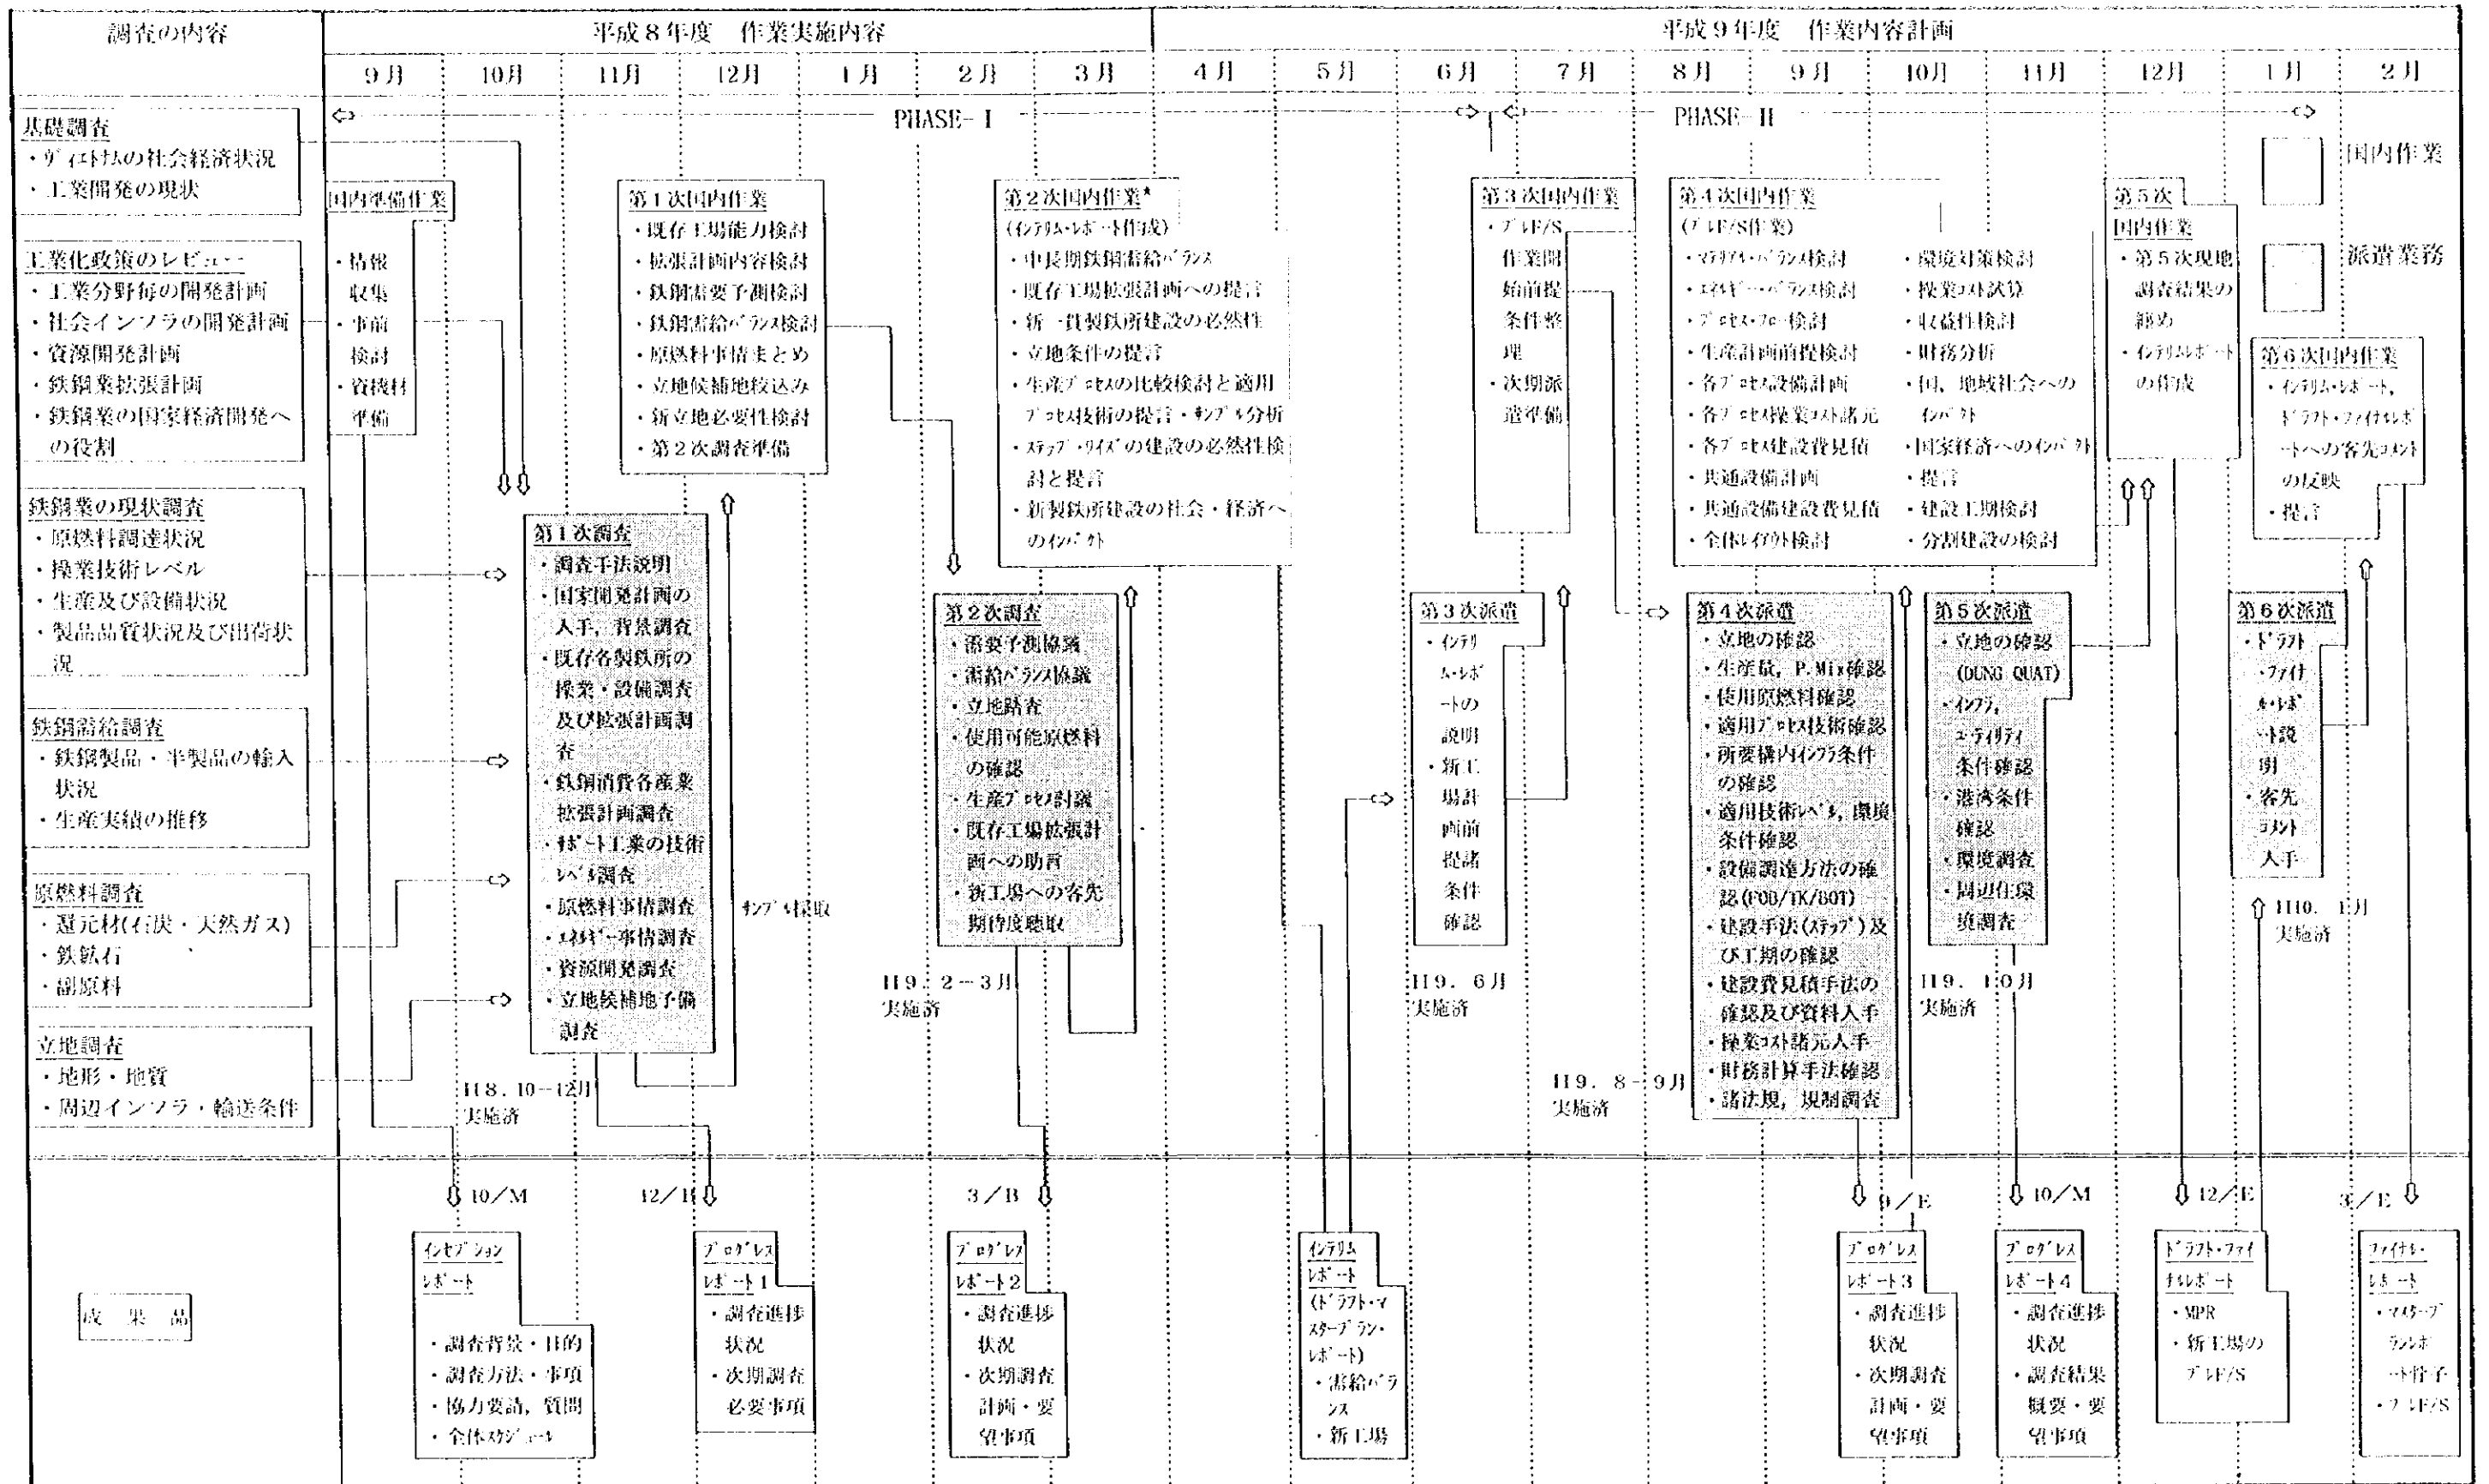 調査の内容
平成8年度 作業実施内容
平成9年度 作業内容計画
9月 10月 11月 12月 1月 2月 3月 4月 5月 6月 7月 8月 9月 10月 11月 12月 1月 2月
PHASE-Ⅰ
PHASE-Ⅱ
基礎調査
・ヴィエトナムの社会経済状況
・工業開発の現状
工業化政策のレビュー
・工業分野毎の開発計画
・社会インフラの開発計画
・資源開発計画
・鉄鋼業拡張計画
・鉄鋼業の国家経済開発へ
の役割
鉄鋼業の現状調査
・原燃料調達状況
・操業技術レベル
・生産及び設備状況
・製品品質状況及び出荷状
況
鉄鋼需給調査
・鉄鋼製品・半製品の輸入
状況
・生産実績の推移
原燃料調査
・還元材(石炭・天然ガス)
・鉄鉱石
・副原料
立地調査
・地形・地質
・周辺インフラ・輸送条件
国内準備作業
・情報
収集
・事前
検討
・資機材
準備
第1次国内作業
・既存工場能力検討
・拡張計画内容検討
・鉄鋼需要予測検討
・鉄鋼需給バランス検討
・原燃料事情まとめ
・立地候補地絞込み
・新立地必要性検討
・第2次調査準備
第1次調査
・調査手法説明
・国家開発計画の
入手, 背景調査
・既存各製鉄所の
操業・設備調査
及び拡張計画調
査
・鉄鋼消費各産業
拡張計画調査
・サポート工業の技術
レベル調査
・原燃料事情調査
・エネルギー事情調査
・資源開発調査
・立地候補地予備
調査
H8. 10-12月
実施済
サンプル採取
第2次国内作業*
(インテリム・レポート作成)
・中長期鉄鋼需給バランス
・既存工場拡張計画への提言
・新一貫製鉄所建設の必然性
・立地条件の提言
・生産プロセスの比較検討と適用
プロセス技術の提言・サンプル分析
・ステップ・ワイズの建設の必然性検
討と提言
・新製鉄所建設の社会・経済へ
のインパクト
第2次調査
・需要予測協議
・需給バランス協議
・立地踏査
・使用可能原燃料
の確認
・生産プロセス討議
・既存工場拡張計
画への助言
・新工場への客先
期待度聴取
H9. 2-3月
実施済
第3次国内作業
・プレF/S
作業開
始前提
条件整
理
・次期派
遣準備
第3次派遣
・インテリ
ム・レポ
ートの
説明
・新工
場計
画前
提諸
条件
確認
H9. 6月
実施済
第4次国内作業
(プレF/S作業)
・マテリアル・バランス検討
・エネルギー・バランス検討
・プロセス・フロー検討
・生産計画前提検討
・各プロセス設備計画
・各プロセス操業コスト諸元
・各プロセス建設費見積
・共通設備計画
・共通設備建設費見積
・全体レイアウト検討
・環境対策検討
・操業コスト試算
・収益性検討
・財務分析
・国, 地域社会への
インパクト
・国家経済へのインパクト
・提言
・建設工期検討
・分割建設の検討
第4次派遣
・立地の確認
・生産量, P.Mix確認
・使用原燃料確認
・適用プロセス技術確認
・所要構内インフラ条件
の確認
・適用技術レベル, 環境
条件確認
・設備調達方法の確
認(FOB/TK/BOT)
・建設手法(ステップ)及
び工期の確認
・建設費見積手法の
確認及び資料入手
・操業コスト諸元入手
・財務計算手法確認
・諸法規, 規制調査
H9. 8-9月
実施済
第5次派遣
・立地の確認
(DUNG QUAT)
・インフラ,
ユーティリティ
条件確認
・港湾条件
確認
・環境調査
・周辺住環
境調査
H9. 10月
実施済
第5次
国内作業
・第5次現地
調査結果の
纏め
・インテリムレポート
の作成
国内作業
派遣業務
第6次国内作業
・インテリム・レポート,
ドラフト・ファイナルレポ
ートへの客先コメント
の反映
・提言
第6次派遣
・ドラフト
・ファイナ
ル・レポ
ート説
明
・客先
コメント
入手
H10. 1月
実施済
成果品
10/M
インセプション
レポート
・調査背景・目的
・調査方法・事項
・協力要請, 質問
・全体スケジュール
プログレス
レポート1
・調査進捗
状況
・次期調査
必要事項
3/B
プログレス
レポート2
・調査進捗
状況
・次期調査
計画・要
望事項
インテリム
レポート
(ドラフト・マ
スタープラン・
レポート)
・需給バラ
ンス
・新工場
9/E
プログレス
レポート3
・調査進捗
状況
・次期調査
計画・要
望事項
10/M
プログレス
レポート4
・調査進捗
状況
・調査結果
概要・要
望事項
12/E
ドラフト・ファイ
ナルレポート
・MPR
・新工場の
プレF/S
3/E
ファイナル・
レポート
・マスタープ
ランレポ
ート骨子
・プレF/S